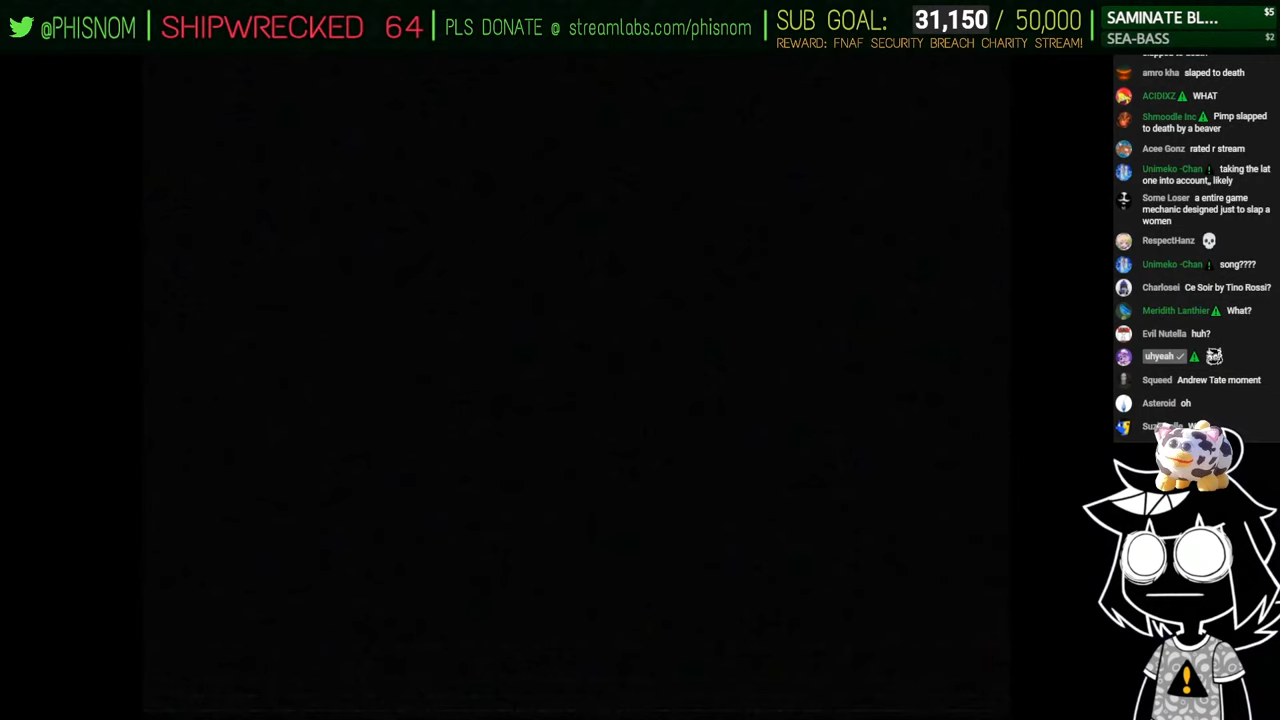 @PHISNOM
SHIPWRECKED 64
PLS DONATE @ streamlabs.com/phisnom
SUB GOAL: 31,150 / 50,000
REWARD: FNAF SECURITY BREACH CHARITY STREAM!
SAMINATE BL... $5
SEA-BASS $2
amro kha slaped to death
ACIDIXZ WHAT
Shmoodle Inc Pimp slapped
to death by a beaver
Acee Gonz rated r stream
Unimeko -Chan taking the lat
one into account,, likely
Some Loser a entire game
mechanic designed just to slap a
women
RespectHanz
Unimeko -Chan song????
Charlosei Ce Soir by Tino Rossi?
Meridith Lanthier What?
Evil Nutella huh?
uhyeah
Squeed Andrew Tate moment
Asteroid oh